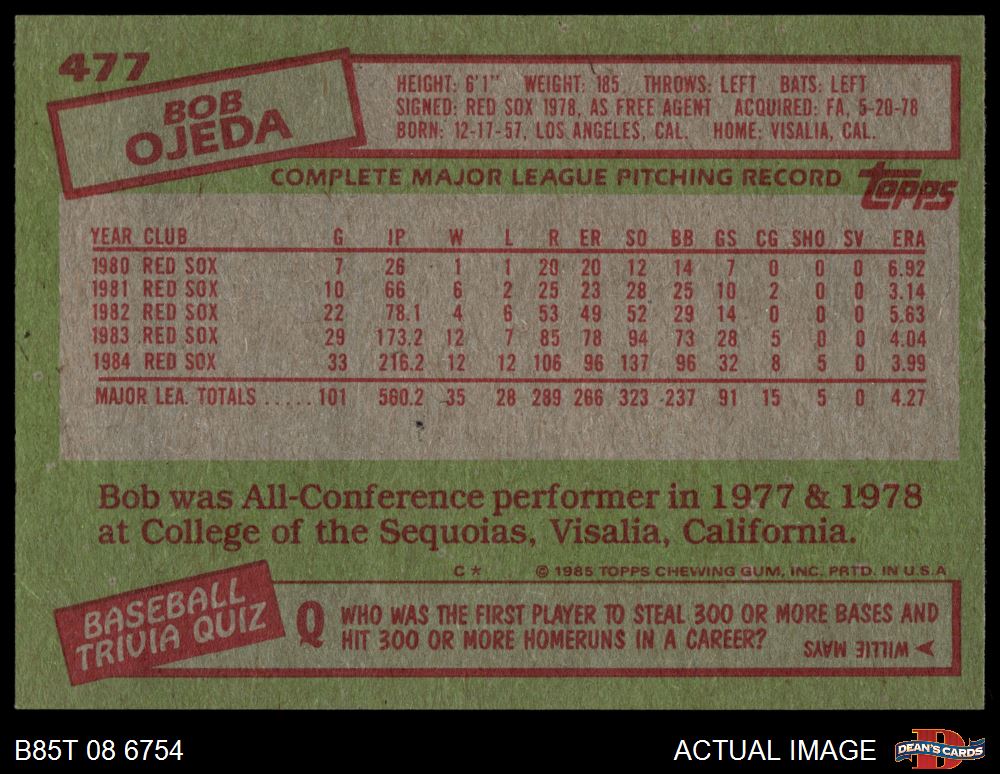 477
BOB
OJEDA
HEIGHT: 6'1" WEIGHT: 185 THROWS: LEFT BATS: LEFT
SIGNED: RED SOX 1978, AS FREE AGENT ACQUIRED: FA, 5-20-78
BORN: 12-17-57, LOS ANGELES, CAL. HOME: VISALIA, CAL.
COMPLETE MAJOR LEAGUE PITCHING RECORD topps
YEAR CLUB G IP W L R ER SO BB GS CG SHO SV ERA
1980 RED SOX 7 26 1 1 20 20 12 14 7 0 0 0 6.92
1981 RED SOX 10 66 6 2 25 23 28 25 10 2 0 0 3.14
1982 RED SOX 22 78.1 4 6 53 49 52 29 14 0 0 0 5.63
1983 RED SOX 29 173.2 12 7 85 78 94 73 28 5 0 0 4.04
1984 RED SOX 33 216.2 12 12 106 96 137 96 32 8 5 0 3.99
MAJOR LEA. TOTALS ..... 101 560.2 35 28 289 266 323 237 91 15 5 0 4.27
Bob was All-Conference performer in 1977 & 1978
at College of the Sequoias, Visalia, California.
C* © 1985 TOPPS CHEWING GUM, INC. PRTD. IN U.S.A
BASEBALL
TRIVIA QUIZ
Q WHO WAS THE FIRST PLAYER TO STEAL 300 OR MORE BASES AND
HIT 300 OR MORE HOMERUNS IN A CAREER?
WILLIE MAYS
B85T 08 6754 ACTUAL IMAGE DEAN'S CARDS